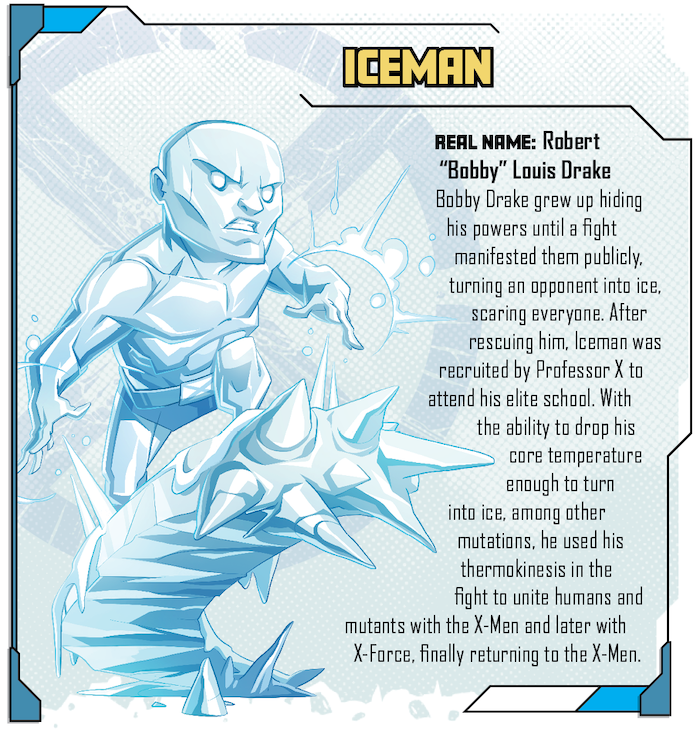 ICEMAN
REAL NAME: Robert
“Bobby” Louis Drake
Bobby Drake grew up hiding
his powers until a fight
manifested them publicly,
turning an opponent into ice,
scaring everyone. After
rescuing him, Iceman was
recruited by Professor X to
attend his elite school. With
the ability to drop his
core temperature
enough to turn
into ice, among other
mutations, he used his
thermokinesis in the
fight to unite humans and
mutants with the X-Men and later with
X-Force, finally returning to the X-Men.